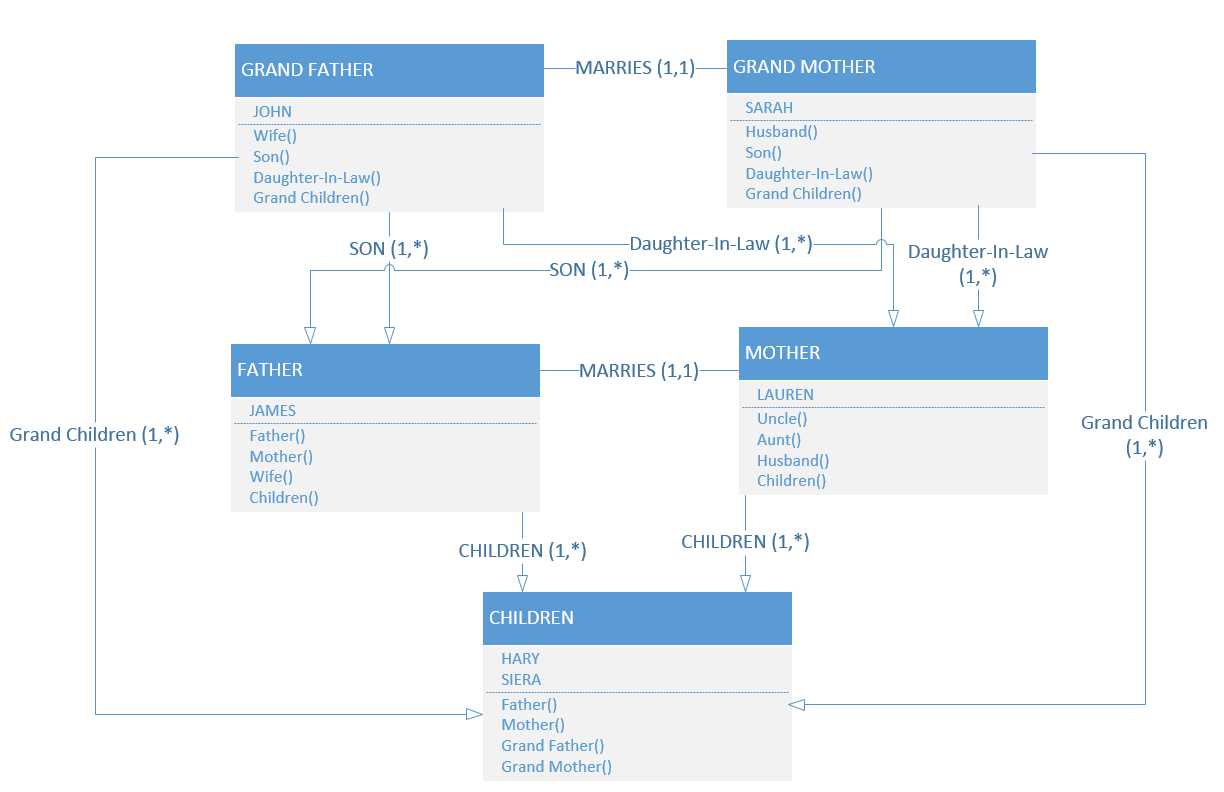 GRAND FATHER
JOHN
Wife()
Son()
Daughter-In-Law()
Grand Children()
MARRIES (1,1)
GRAND MOTHER
SARAH
Husband()
Son()
Daughter-In-Law()
Grand Children()
SON (1,*)
Daughter-In-Law (1,*)
SON (1,*)
Daughter-In-Law
(1,*)
FATHER
JAMES
Father()
Mother()
Wife()
Children()
MARRIES (1,1)
MOTHER
LAUREN
Uncle()
Aunt()
Husband()
Children()
Grand Children (1,*)
Grand Children
(1,*)
CHILDREN (1,*)
CHILDREN (1,*)
CHILDREN
HARY
SIERA
Father()
Mother()
Grand Father()
Grand Mother()